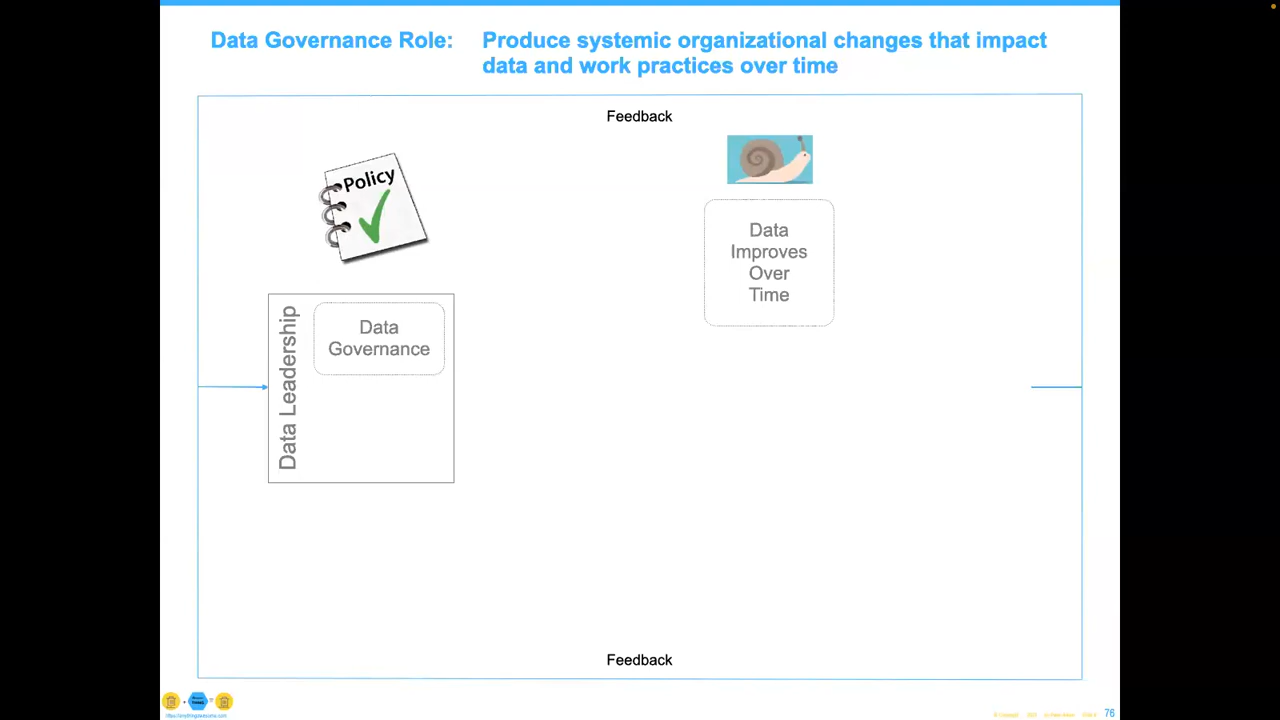 Data Governance Role: Produce systemic organizational changes that impact
data and work practices over time
Feedback
Policy
Data
Improves
Over
Time
Data Leadership
Data
Governance
Feedback
76